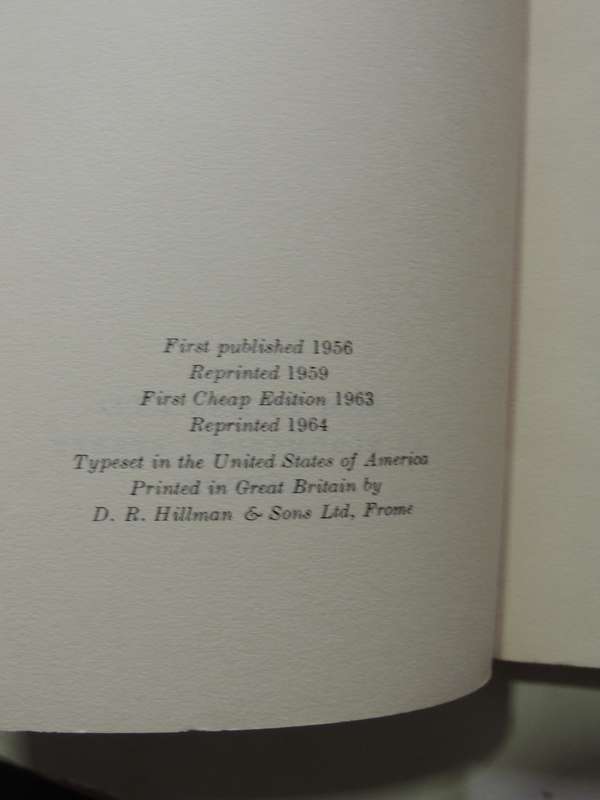 First published 1956
Reprinted 1959
First Cheap Edition 1963
Reprinted 1964
Typeset in the United States of America
Printed in Great Britain by
D. R. Hillman & Sons Ltd, Frome